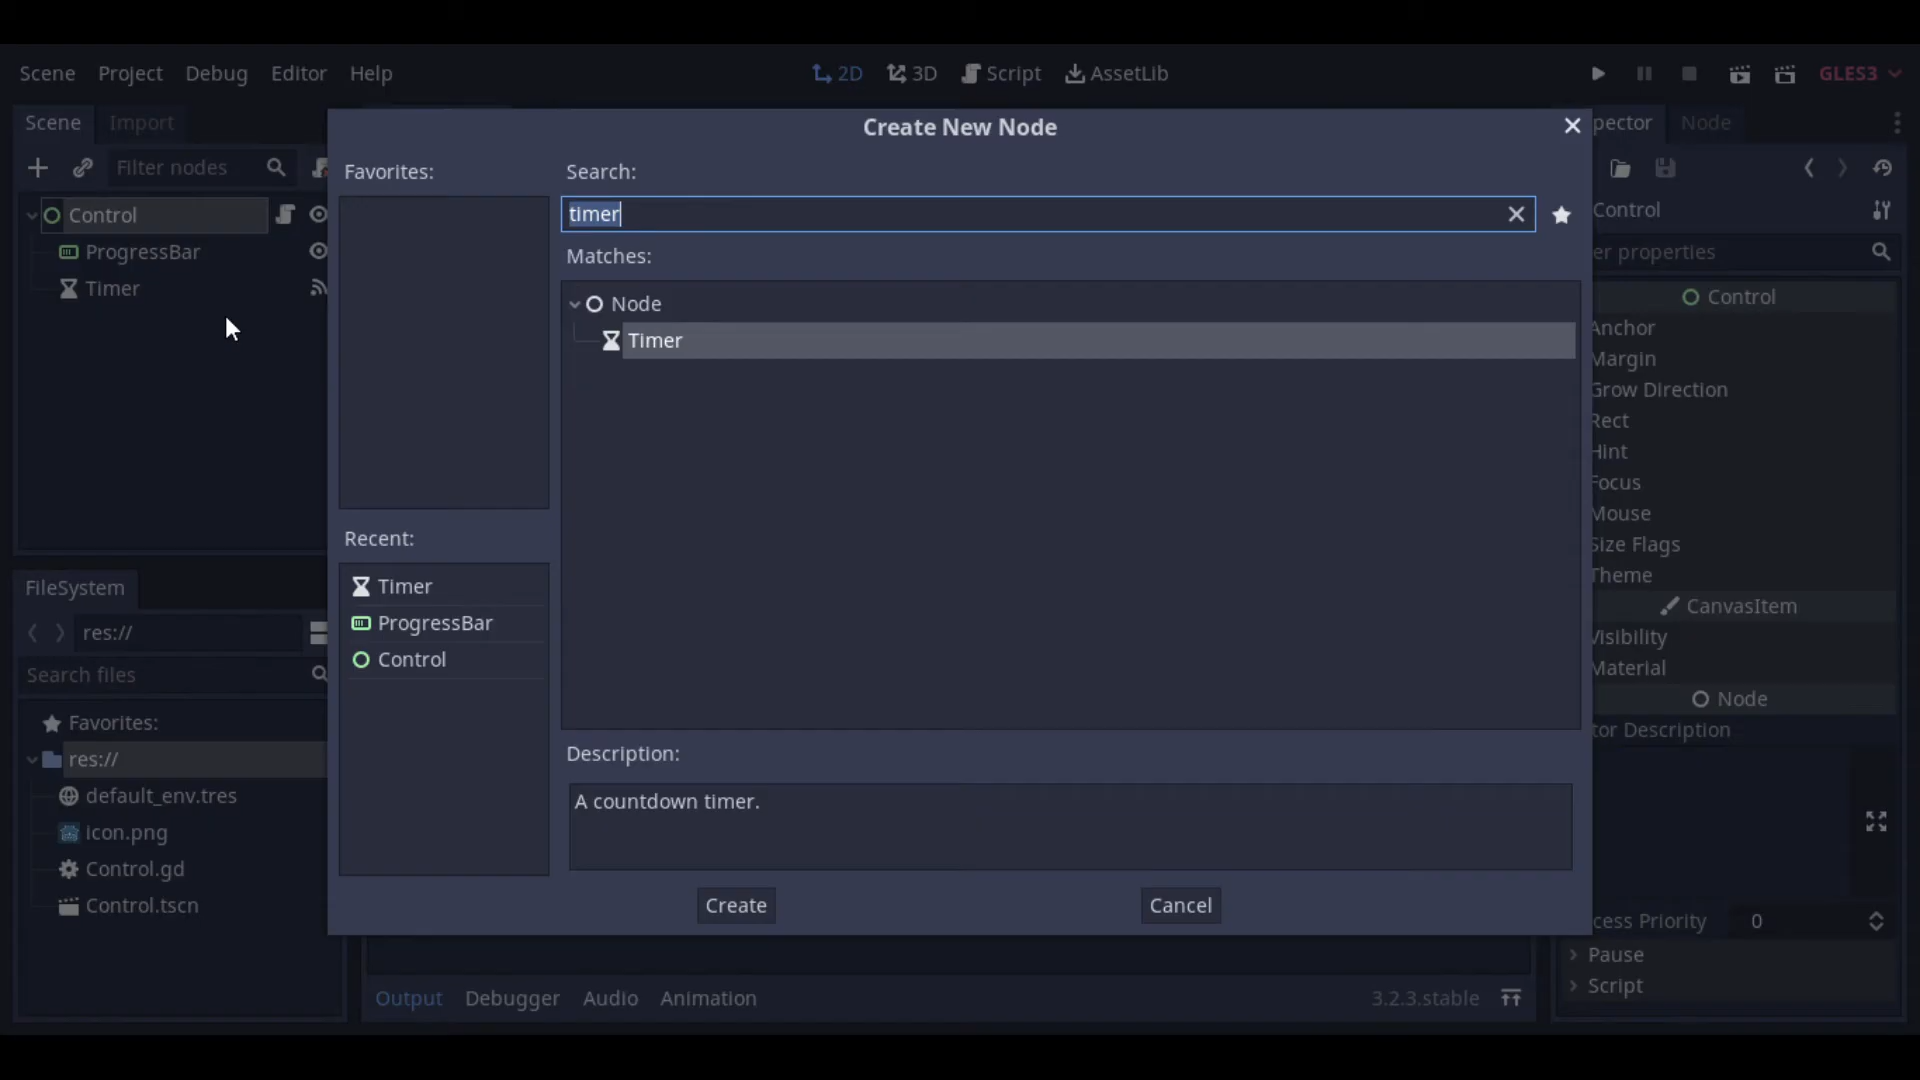 Scene Project Debug Editor Help 2D 3D Script AssetLib GLES3
Scene Import
Filter nodes
Control
ProgressBar
Timer
FileSystem
res://
Search files
Favorites:
res://
default_env.tres
icon.png
Control.gd
Control.tscn
Create New Node
Favorites:
Recent:
Timer
ProgressBar
Control
Search:
timer
Matches:
Node
Timer
Description:
A countdown timer.
Create Cancel
Output Debugger Audio Animation 3.2.3.stable
pector Node
Control
er properties
Control
Anchor
Margin
Grow Direction
Rect
Hint
Focus
Mouse
Size Flags
Theme
CanvasItem
Visibility
Material
Node
tor Description
cess Priority 0
Pause
Script